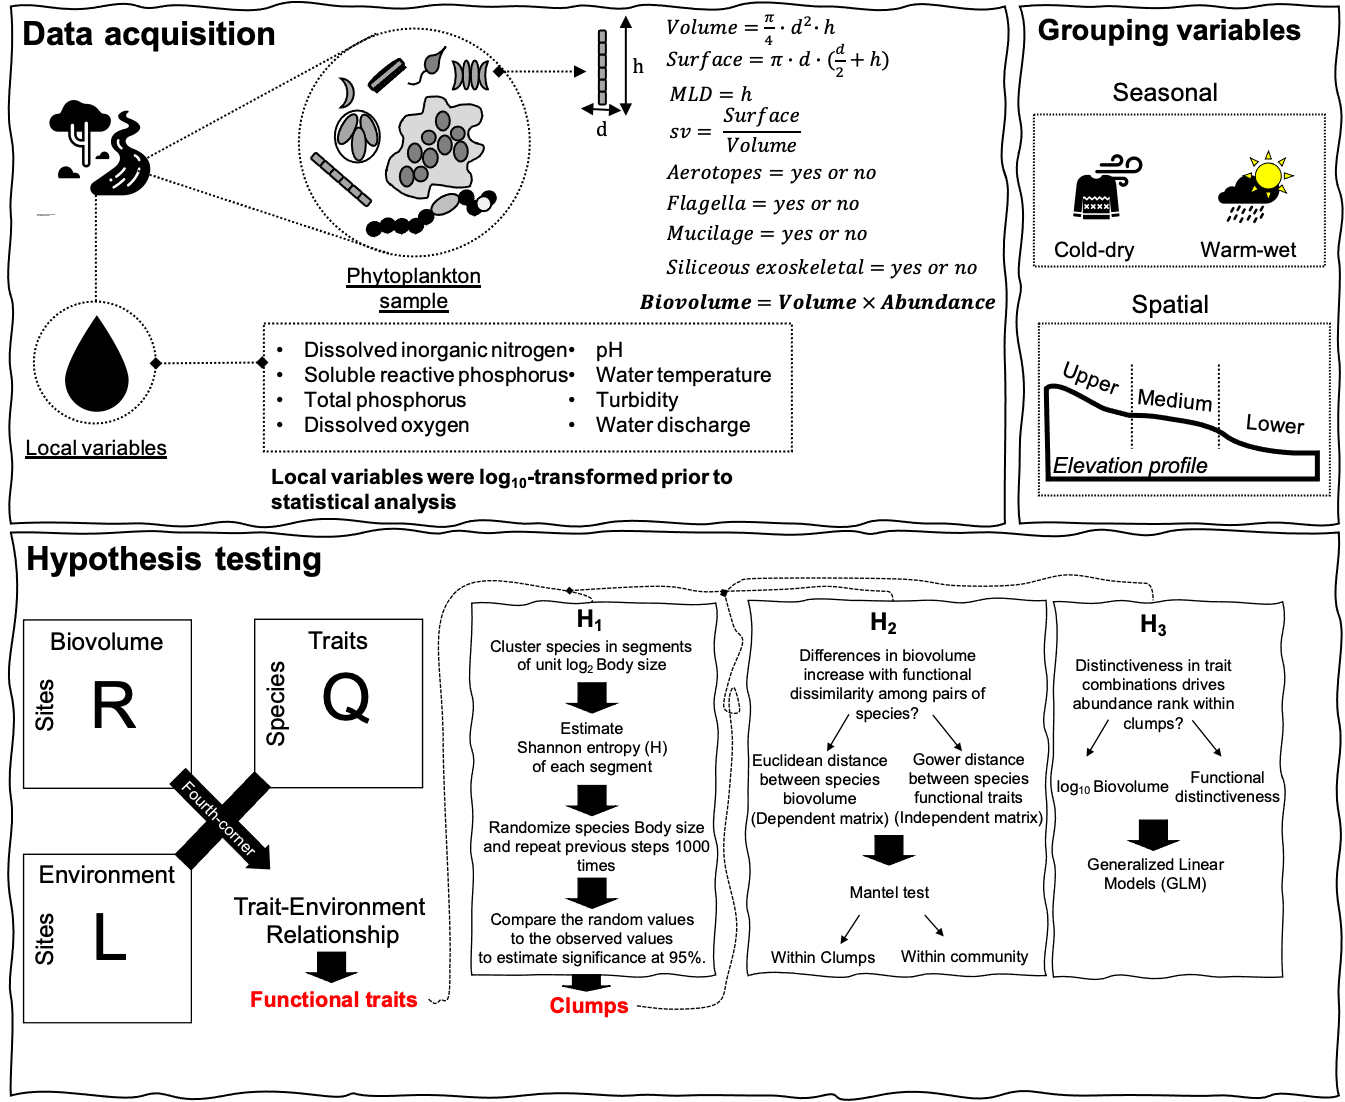 Data acquisition
Volume = π/4 · d² · h
Surface = π · d · (d/2 + h)
MLD = h
sv = Surface/Volume
Aerotopes = yes or no
Flagella = yes or no
Mucilage = yes or no
Siliceous exoskeletal = yes or no
Biovolume = Volume × Abundance
h
d
Phytoplankton
sample
Local variables
• Dissolved inorganic nitrogen
• Soluble reactive phosphorus
• Total phosphorus
• Dissolved oxygen
• pH
• Water temperature
• Turbidity
• Water discharge
Local variables were log₁₀-transformed prior to
statistical analysis
Grouping variables
Seasonal
Cold-dry
Warm-wet
Spatial
Upper
Medium
Lower
Elevation profile
Hypothesis testing
Biovolume
Sites
R
Traits
Species
Q
Fourth-corner
Environment
Sites
L
Trait-Environment
Relationship
Functional traits
H₁
Cluster species in segments
of unit log₂ Body size
Estimate
Shannon entropy (H)
of each segment
Randomize species Body size
and repeat previous steps 1000
times
Compare the random values
to the observed values
to estimate significance at 95%.
Clumps
H₂
Differences in biovolume
increase with functional
dissimilarity among pairs of
species?
Euclidean distance
between species
biovolume
(Dependent matrix)
Gower distance
between species
functional traits
(Independent matrix)
Mantel test
Within Clumps
Within community
H₃
Distinctiveness in trait
combinations drives
abundance rank within
clumps?
log₁₀ Biovolume
Functional
distinctiveness
Generalized Linear
Models (GLM)